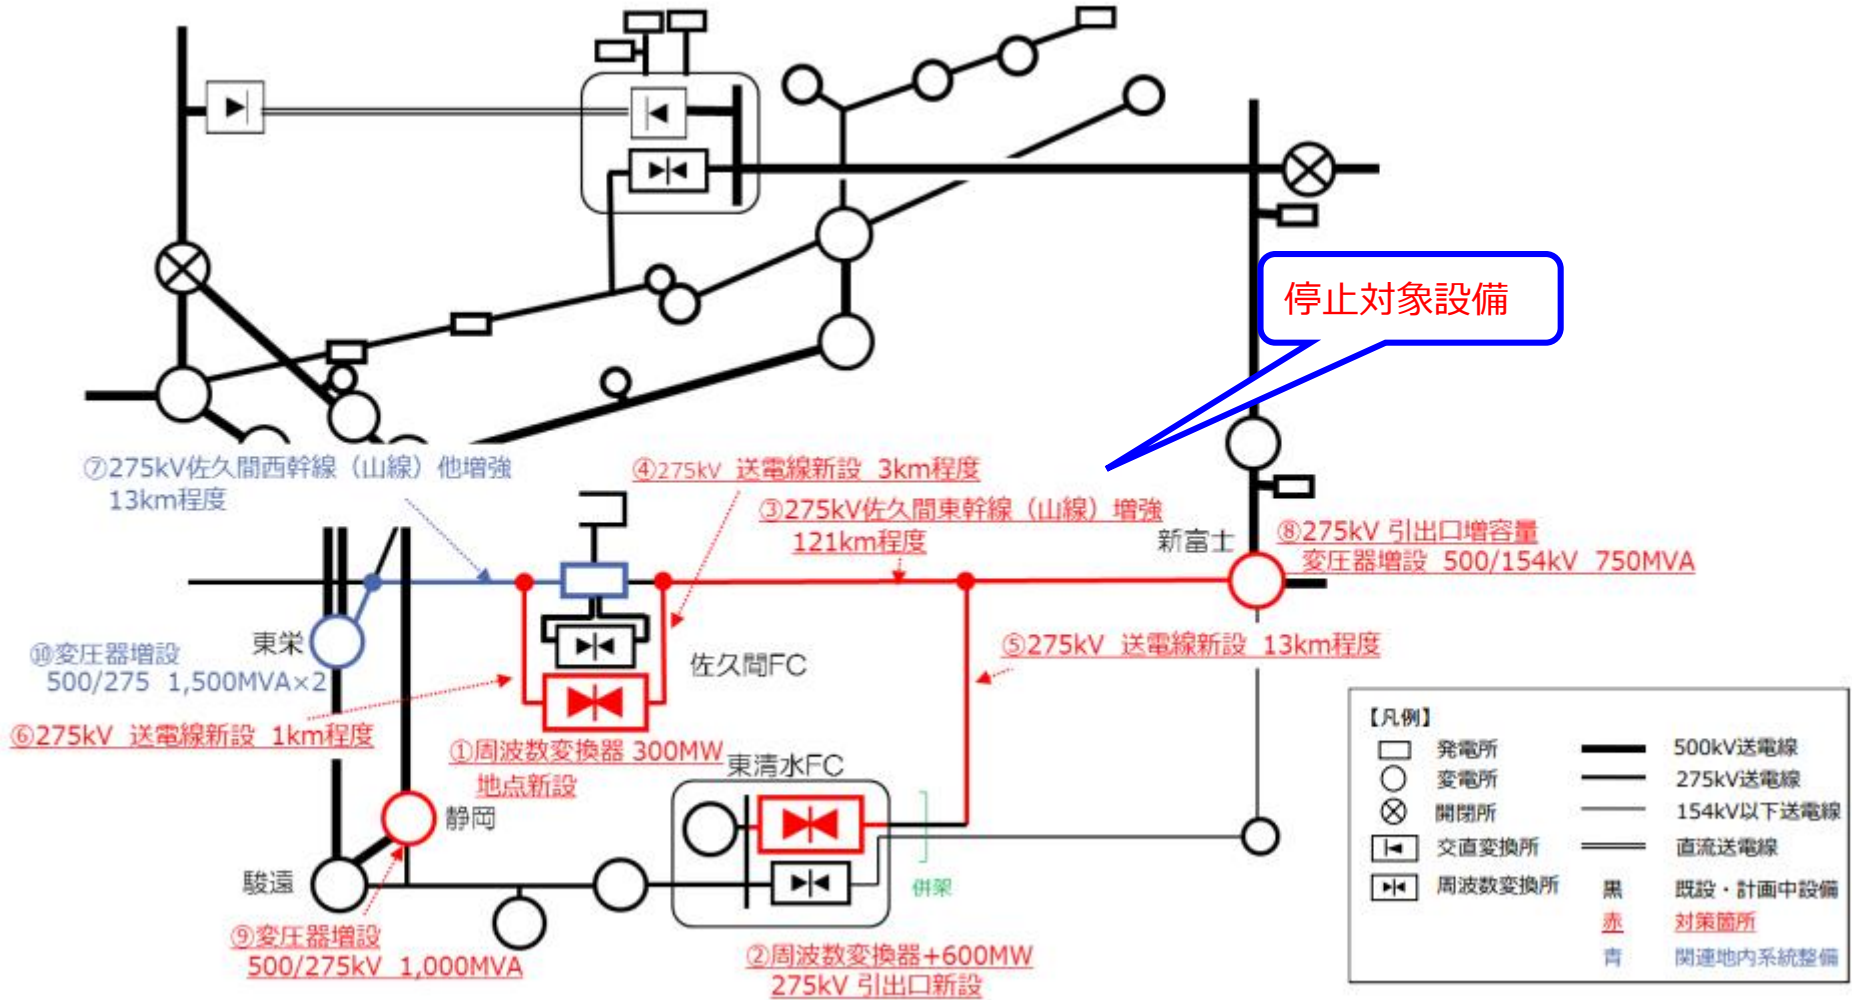 停止対象設備
⑦275kV佐久間西幹線（山線）他増強
13km程度
④275kV 送電線新設 3km程度
③275kV佐久間東幹線（山線）増強
121km程度
新富士
⑧275kV 引出口増容量
変圧器増設 500/154kV 750MVA
東栄
⑩変圧器増設
500/275 1,500MVA×2
佐久間FC
⑤275kV 送電線新設 13km程度
⑥275kV 送電線新設 1km程度
①周波数変換器 300MW
地点新設
東清水FC
静岡
駿遠
併架
⑨変圧器増設
500/275kV 1,000MVA
②周波数変換器+600MW
275kV 引出口新設
【凡例】
発電所 500kV送電線
変電所 275kV送電線
開閉所 154kV以下送電線
交直変換所 直流送電線
周波数変換所 黒 既設・計画中設備
赤 対策箇所
青 関連地内系統整備